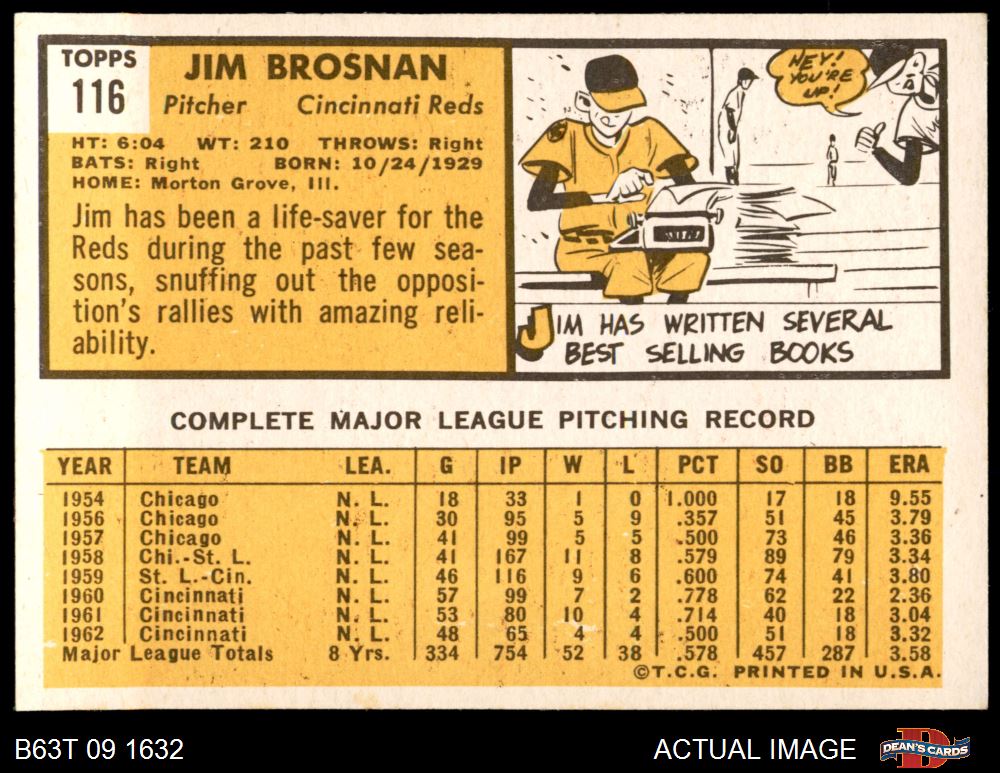 TOPPS
116
JIM BROSNAN
Pitcher Cincinnati Reds
HT: 6:04 WT: 210 THROWS: Right
BATS: Right BORN: 10/24/1929
HOME: Morton Grove, Ill.
Jim has been a life-saver for the
Reds during the past few sea-
sons, snuffing out the opposi-
tion's rallies with amazing reli-
ability.
HEY!
YOU'RE
UP!
JIM HAS WRITTEN SEVERAL
BEST SELLING BOOKS
COMPLETE MAJOR LEAGUE PITCHING RECORD
YEAR TEAM LEA. G IP W L PCT SO BB ERA
1954 Chicago N. L. 18 33 1 0 1.000 17 18 9.55
1956 Chicago N. L. 30 95 5 9 .357 51 45 3.79
1957 Chicago N. L. 41 99 5 5 .500 73 46 3.36
1958 Chi.-St. L. N. L. 41 167 11 8 .579 89 79 3.34
1959 St. L.-Cin. N. L. 46 116 9 6 .600 74 41 3.80
1960 Cincinnati N. L. 57 99 7 2 .778 62 22 2.36
1961 Cincinnati N. L. 53 80 10 4 .714 40 18 3.04
1962 Cincinnati N. L. 48 65 4 4 .500 51 18 3.32
Major League Totals 8 Yrs. 334 754 52 38 .578 457 287 3.58
©T.C.G. PRINTED IN U.S.A.
B63T 09 1632 ACTUAL IMAGE DEAN'S CARDS